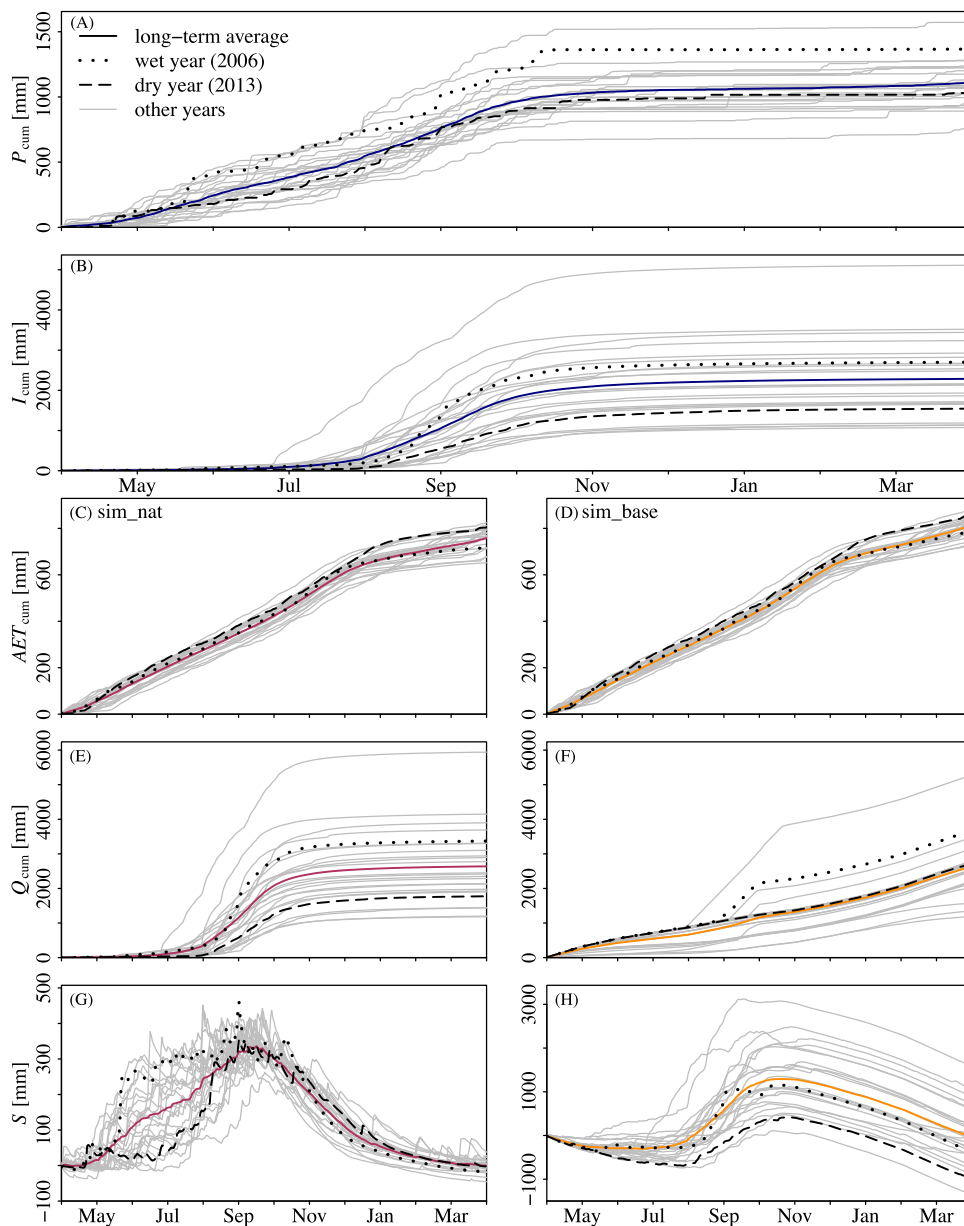 (A)
long−term average
wet year (2006)
dry year (2013)
other years
P cum [mm]
0 500 1000 1500
(B)
I cum [mm]
0 2000 4000
May Jul Sep Nov Jan Mar
(C) sim_nat
(D) sim_base
AET cum [mm]
0 200 600
0 200 600
(E)
(F)
Q cum [mm]
0 2000 4000 6000
0 2000 4000 6000
(G)
(H)
S [mm]
−100 100 300 500
−1000 1000 3000
May Jul Sep Nov Jan Mar
May Jul Sep Nov Jan Mar